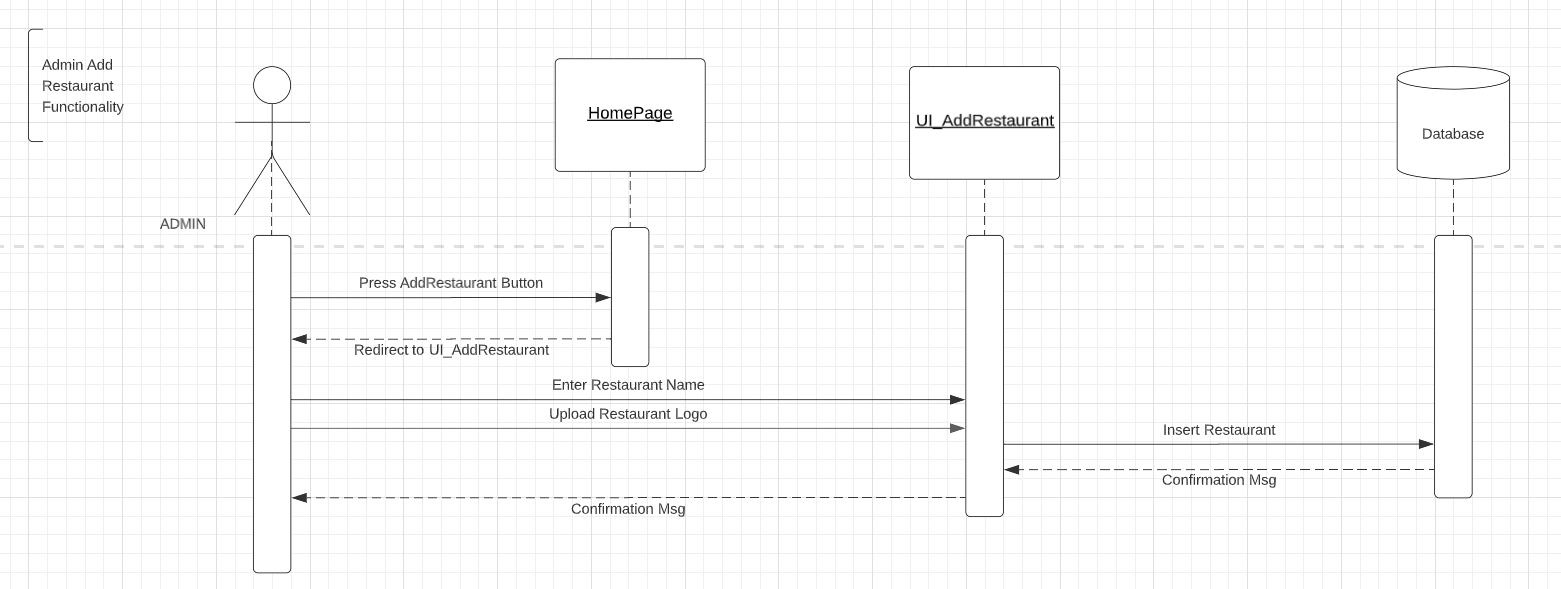 Admin Add
Restaurant
Functionality
HomePage
UI_AddRestaurant
Database
ADMIN
Press AddRestaurant Button
Redirect to UI_AddRestaurant
Enter Restaurant Name
Upload Restaurant Logo
Insert Restaurant
Confirmation Msg
Confirmation Msg